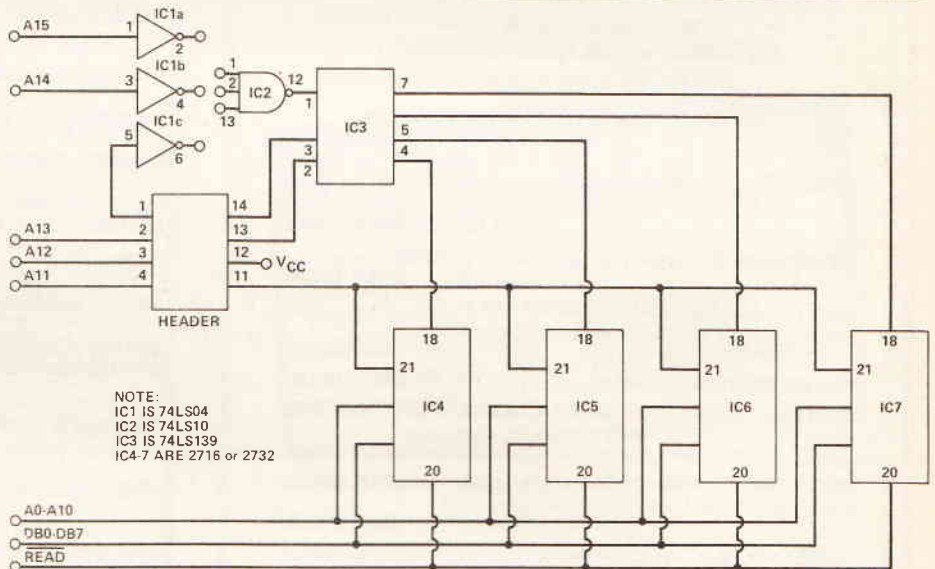 A15
1
IC1a
2
A14
3
IC1b
4
1
2
13
IC2
12
1
IC3
7
5
4
3
2
5
IC1c
6
1
14
A13
2
13
A12
3
12
VCC
A11
4
11
HEADER
18
21
IC4
20
18
21
IC5
20
18
21
IC6
20
18
21
IC7
20
NOTE:
IC1 IS 74LS04
IC2 IS 74LS10
IC3 IS 74LS139
IC4-7 ARE 2716 or 2732
A0-A10
DB0-DB7
READ